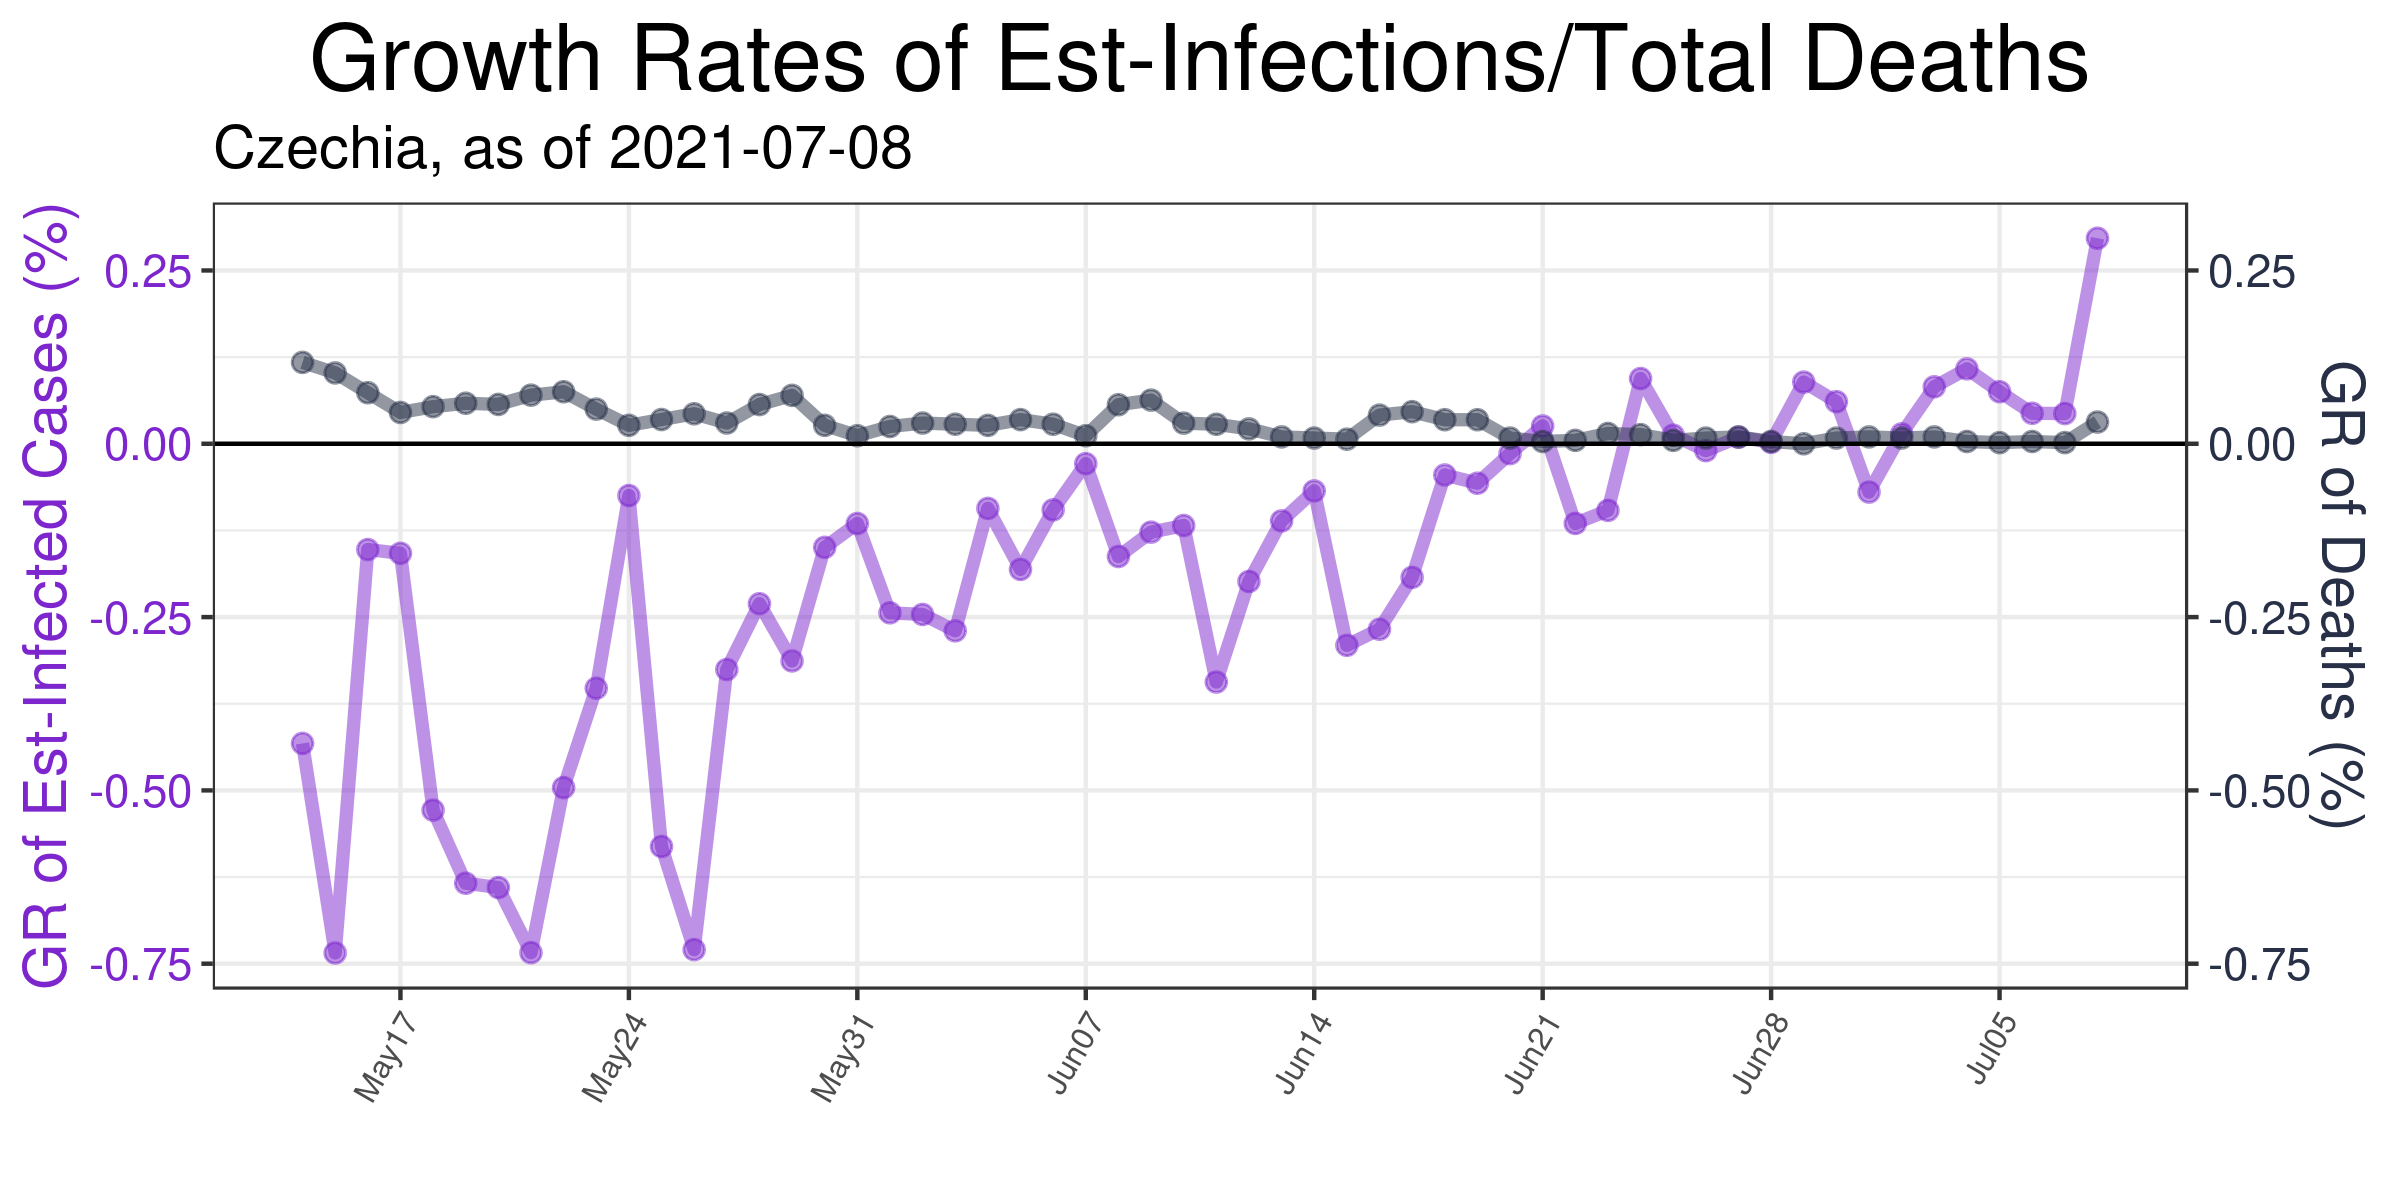 Growth Rates of Est-Infections/Total Deaths
Czechia, as of 2021-07-08
GR of Est-Infected Cases (%)
0.25
0.00
-0.25
-0.50
-0.75
0.25
0.00
-0.25
-0.50
-0.75
GR of Deaths (%)
May17
May24
May31
Jun07
Jun14
Jun21
Jun28
Jul05